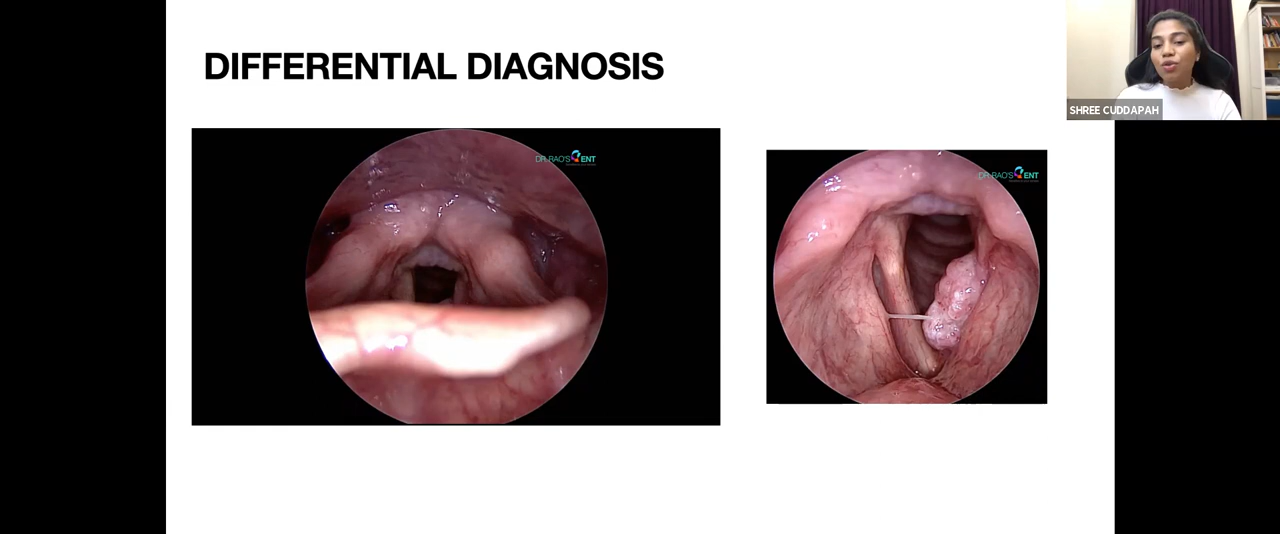 DIFFERENTIAL DIAGNOSIS
SHREE CUDDAPAH
DR.RAO'S ENT
DR.RAO'S ENT